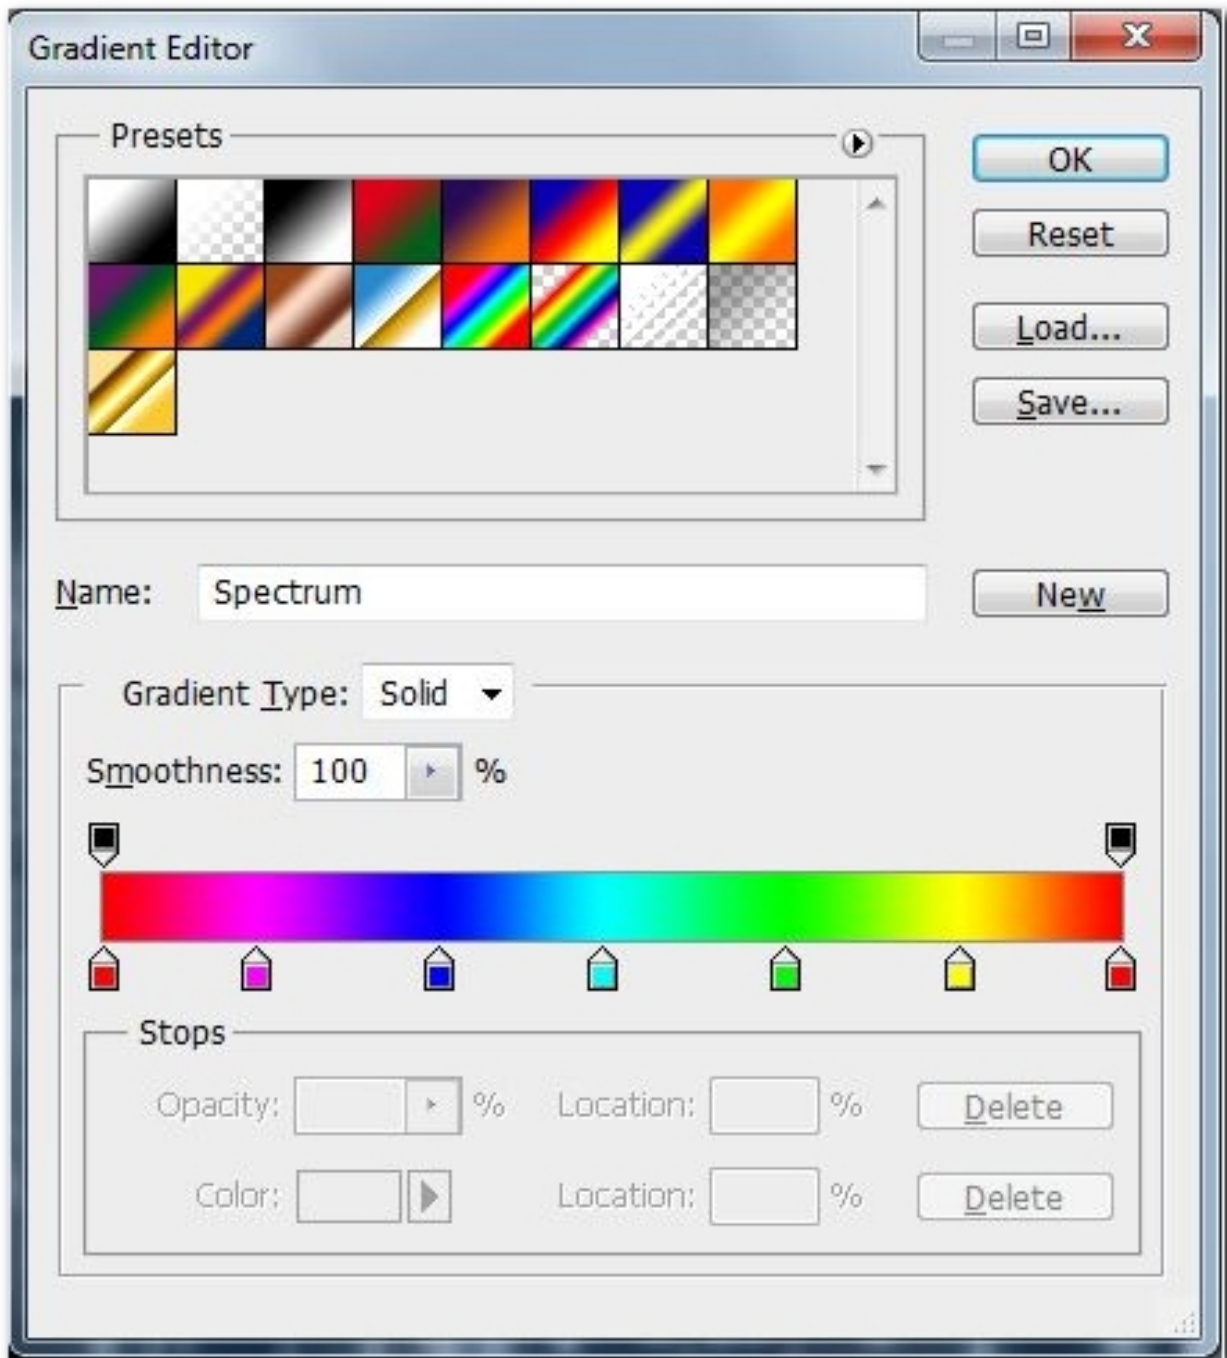 Gradient Editor
Presets
OK
Reset
Load...
Save...
Name: Spectrum New
Gradient Type: Solid
Smoothness: 100 %
Stops
Opacity: % Location: % Delete
Color: Location: % Delete